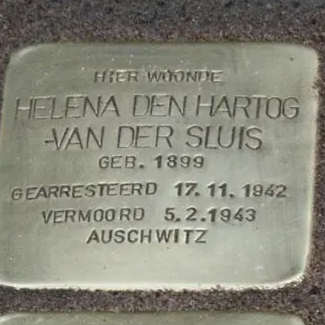 HIER WOONDE
HELENA DEN HARTOG
-VAN DER SLUIS
GEB. 1899
GEARRESTEERD 17.11.1942
VERMOORD 5.2.1943
AUSCHWITZ